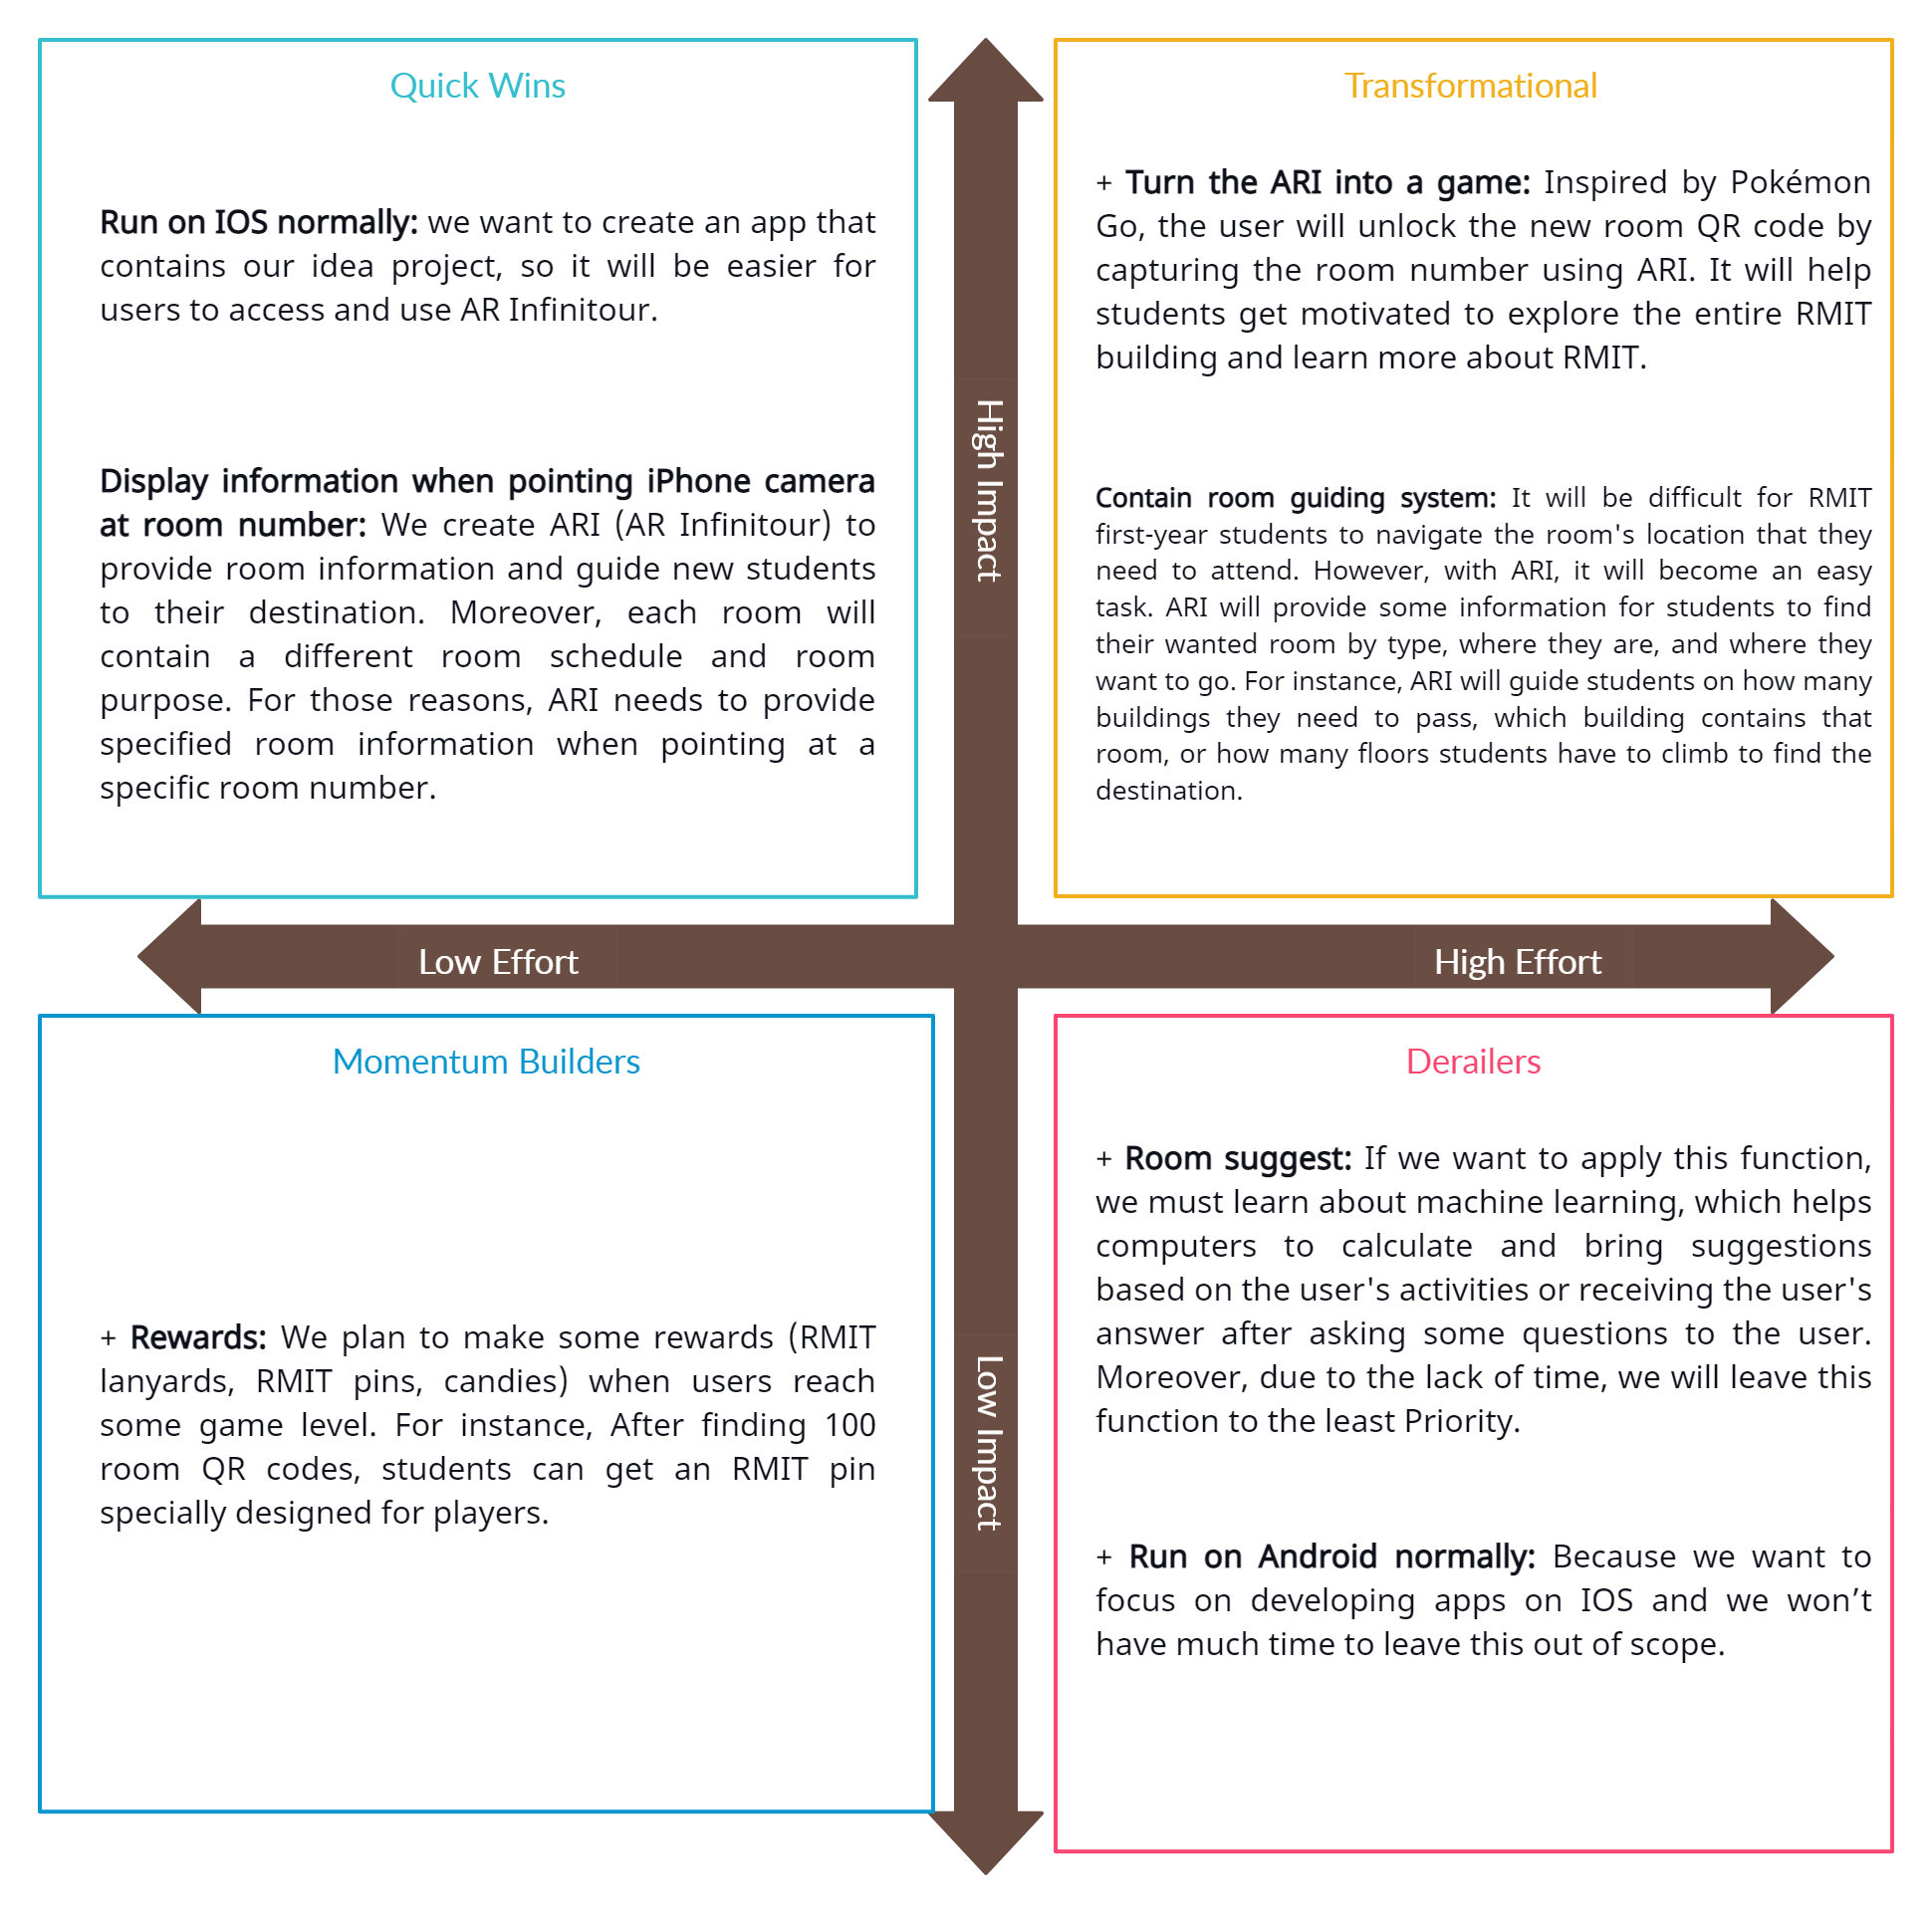 Quick Wins
Run on IOS normally: we want to create an app that
contains our idea project, so it will be easier for
users to access and use AR Infinitour.
Display information when pointing iPhone camera
at room number: We create ARI (AR Infinitour) to
provide room information and guide new students
to their destination. Moreover, each room will
contain a different room schedule and room
purpose. For those reasons, ARI needs to provide
specified room information when pointing at a
specific room number.
Transformational
+ Turn the ARI into a game: Inspired by Pokémon
Go, the user will unlock the new room QR code by
capturing the room number using ARI. It will help
students get motivated to explore the entire RMIT
building and learn more about RMIT.
Contain room guiding system: It will be difficult for RMIT
first-year students to navigate the room's location that they
need to attend. However, with ARI, it will become an easy
task. ARI will provide some information for students to find
their wanted room by type, where they are, and where they
want to go. For instance, ARI will guide students on how many
buildings they need to pass, which building contains that
room, or how many floors students have to climb to find the
destination.
High Impact
Low Effort
High Effort
Low Impact
Momentum Builders
+ Rewards: We plan to make some rewards (RMIT
lanyards, RMIT pins, candies) when users reach
some game level. For instance, After finding 100
room QR codes, students can get an RMIT pin
specially designed for players.
Derailers
+ Room suggest: If we want to apply this function,
we must learn about machine learning, which helps
computers to calculate and bring suggestions
based on the user's activities or receiving the user's
answer after asking some questions to the user.
Moreover, due to the lack of time, we will leave this
function to the least Priority.
+ Run on Android normally: Because we want to
focus on developing apps on IOS and we won’t
have much time to leave this out of scope.